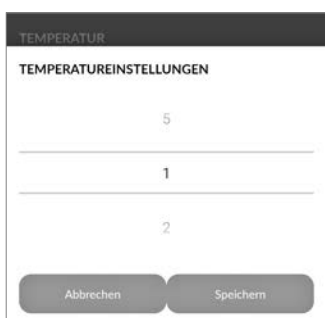 TEMPERATUR
TEMPERATUREINSTELLUNGEN
5
1
2
Abbrechen Speichern